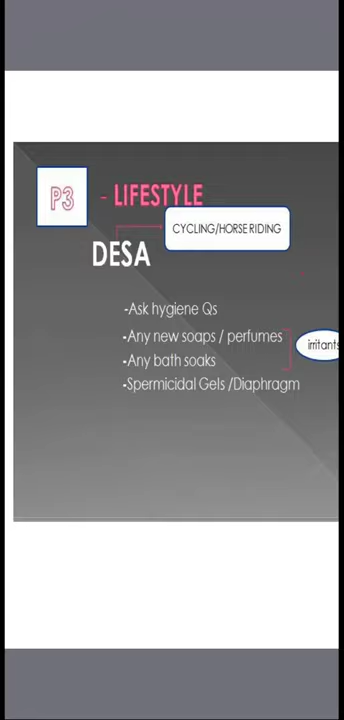 P3
- LIFESTYLE
CYCLING/HORSE RIDING
DESA
-Ask hygiene Qs
-Any new soaps / perfumes
irritants
-Any bath soaks
-Spermicidal Gels /Diaphragm